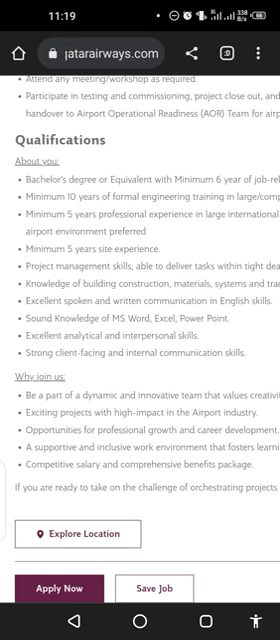 11:19
338 B/s
66
atarairways.com
:D
Attend any meeting/workshop as required.
Participate in testing and commissioning, project close out, and
handover to Airport Operational Readiness (AOR) Team for airp
Qualifications
About you:
Bachelor's degree or Equivalent with Minimum 6 year of job-rel
Minimum 10 years of formal engineering training in large/comp
Minimum 5 years professional experience in large international
airport environment preferred
Minimum 5 years site experience.
Project management skills; able to deliver tasks within tight dea
Knowledge of building construction, materials, systems and trad
Excellent spoken and written communication in English skills.
Sound Knowledge of MS Word, Excel, Power Point.
Excellent analytical and interpersonal skills.
Strong client-facing and internal communication skills.
Why join us:
Be a part of a dynamic and innovative team that values creativit
Exciting projects with high-impact in the Airport industry.
Opportunities for professional growth and career development.
A supportive and inclusive work environment that fosters learni
Competitive salary and comprehensive benefits package.
If you are ready to take on the challenge of orchestrating projects
Explore Location
Apply Now
Save Job